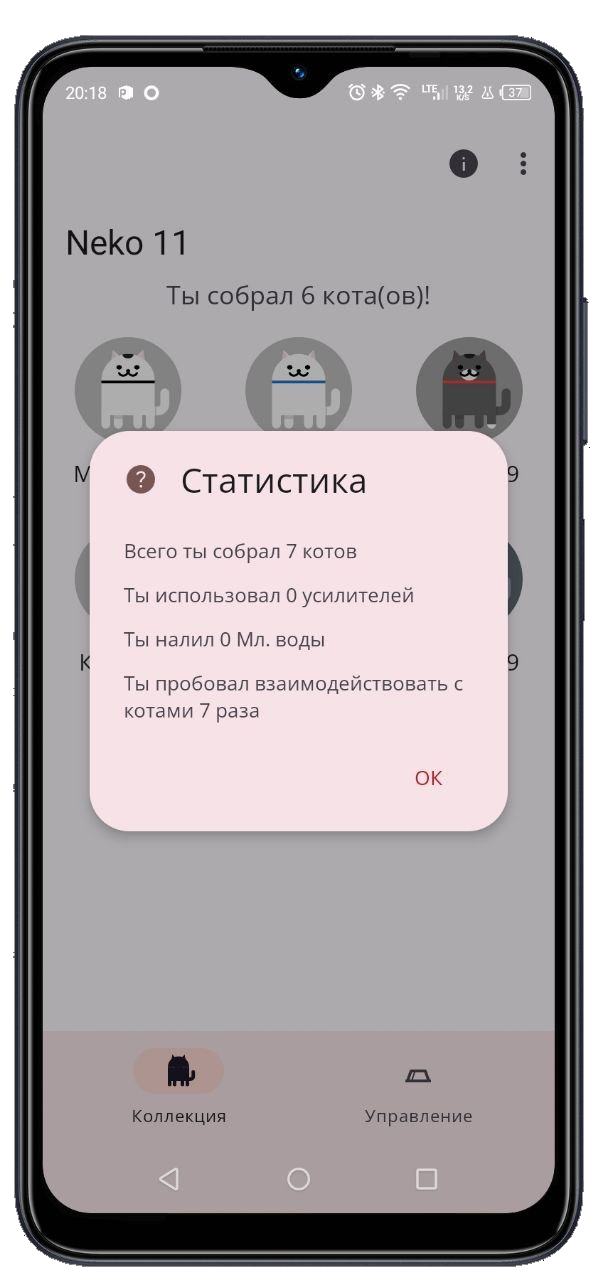 20:18
LTE 13,2 K/S 37
Neko 11
Ты собрал 6 кота(ов)!
М 9
? Статистика
Всего ты собрал 7 котов
Ты использовал 0 усилителей
Ты налил 0 Мл. воды
К 9
Ты пробовал взаимодействовать с
котами 7 раза
ОК
Коллекция Управление